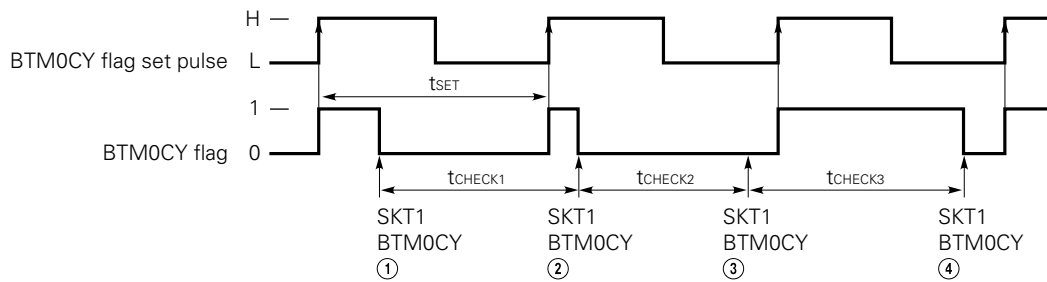 H
BTM0CY flag set pulse L
tSET
1
BTM0CY flag 0
tCHECK1 tCHECK2 tCHECK3
SKT1 SKT1 SKT1 SKT1
BTM0CY BTM0CY BTM0CY BTM0CY
① ② ③ ④